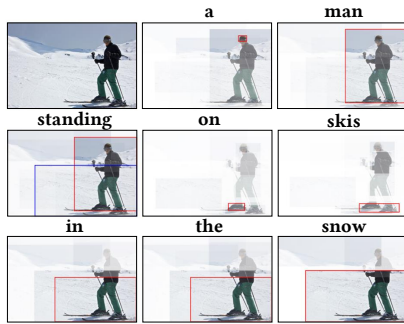 a man
standing on skis
in the snow